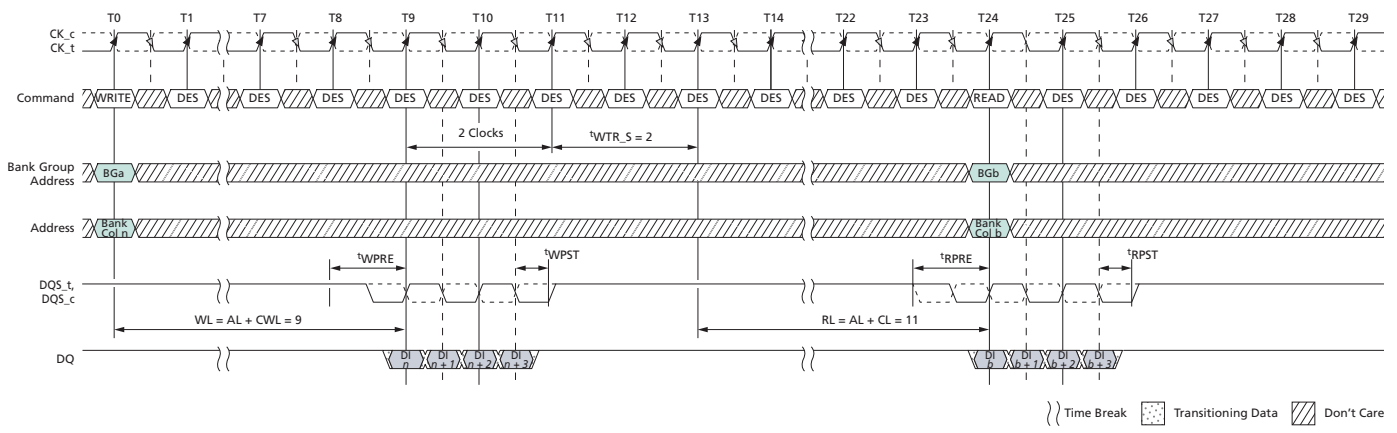 T0 T1 T7 T8 T9 T10 T11 T12 T13 T14 T22 T23 T24 T25 T26 T27 T28 T29
CK_c
CK_t
Command WRITE DES DES DES DES DES DES DES DES DES DES DES READ DES DES DES DES DES
2 Clocks tWTR_S = 2
Bank Group
Address
BGa BGb
Address
Bank
Col n
Bank
Col b
tWPRE tWPST tRPRE tRPST
DQS_t,
DQS_c
WL = AL + CWL = 9 RL = AL + CL = 11
DQ
DI
n
DI
n + 1
DI
n + 2
DI
n + 3
DI
b
DI
b + 1
DI
b + 2
DI
b + 3
Time Break Transitioning Data Don't Care